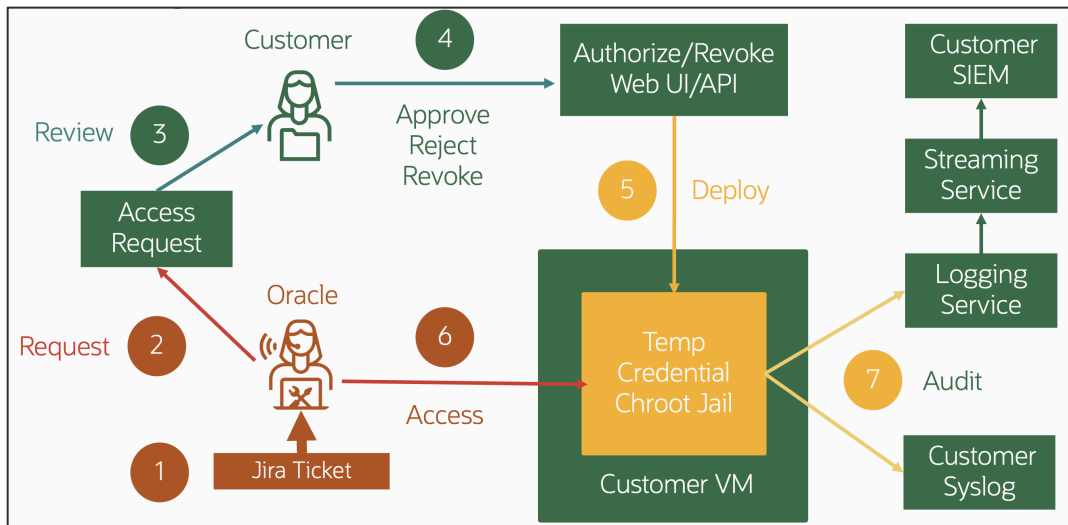 Customer
4
Authorize/Revoke
Web UI/API
Customer
SIEM
Review
3
Approve
Reject
Revoke
5
Deploy
Streaming
Service
Access
Request
Oracle
Logging
Service
Request
2
6
Access
Temp
Credential
Chroot Jail
7
Audit
1
Jira Ticket
Customer VM
Customer
Syslog